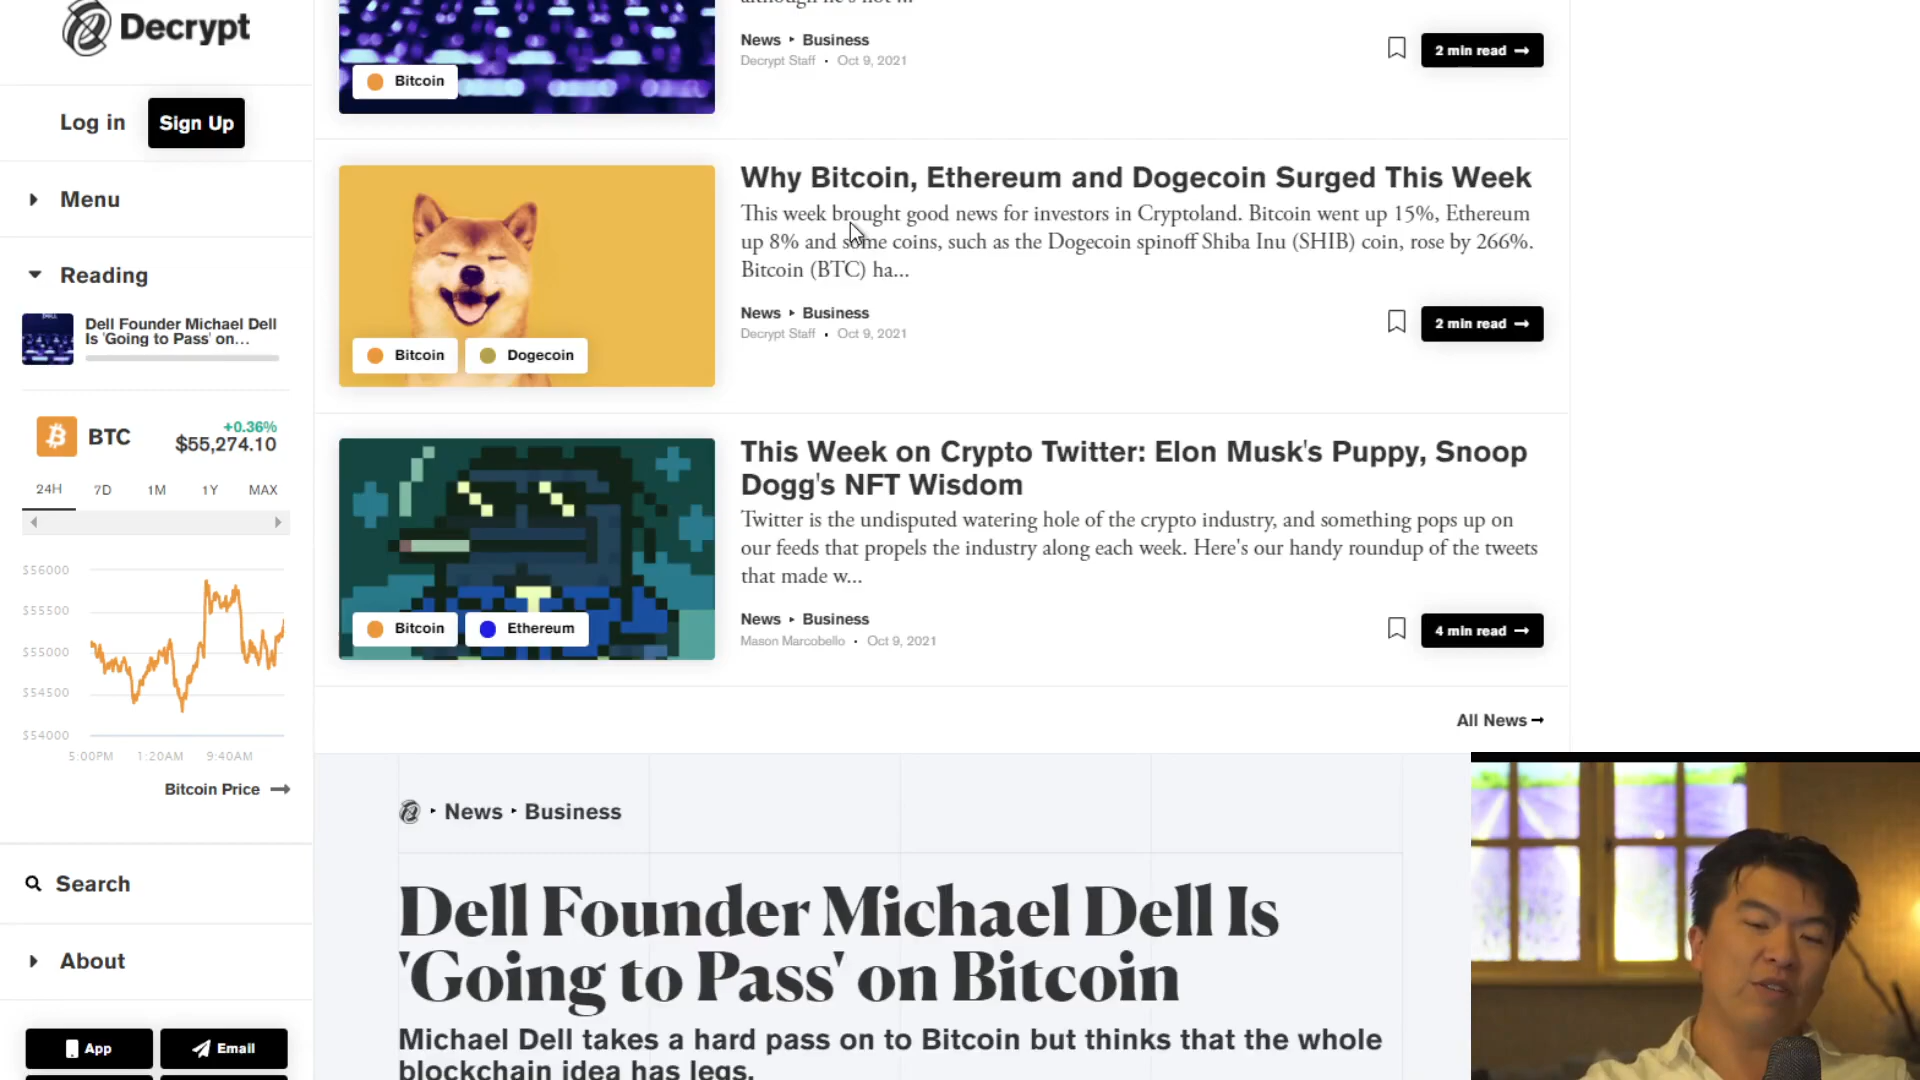 Decrypt
Log in
Sign Up
Menu
Reading
Dell Founder Michael Dell
Is 'Going to Pass' on...
BTC
+0.36%
$55,274.10
24H 7D 1M 1Y MAX
$56000
$55500
$55000
$54500
$54000
5:00PM 1:20AM 9:40AM
Bitcoin Price
Search
About
App
Email
News ‣ Business
Decrypt Staff • Oct 9, 2021
2 min read →
Bitcoin
Why Bitcoin, Ethereum and Dogecoin Surged This Week
This week brought good news for investors in Cryptoland. Bitcoin went up 15%, Ethereum
up 8% and some coins, such as the Dogecoin spinoff Shiba Inu (SHIB) coin, rose by 266%.
Bitcoin (BTC) ha...
News ‣ Business
Decrypt Staff • Oct 9, 2021
2 min read →
Bitcoin
Dogecoin
This Week on Crypto Twitter: Elon Musk's Puppy, Snoop
Dogg's NFT Wisdom
Twitter is the undisputed watering hole of the crypto industry, and something pops up on
our feeds that propels the industry along each week. Here's our handy roundup of the tweets
that made w...
News ‣ Business
Mason Marcobello • Oct 9, 2021
4 min read →
Bitcoin
Ethereum
All News →
‣ News ‣ Business
Dell Founder Michael Dell Is
'Going to Pass' on Bitcoin
Michael Dell takes a hard pass on to Bitcoin but thinks that the whole
blockchain idea has legs.